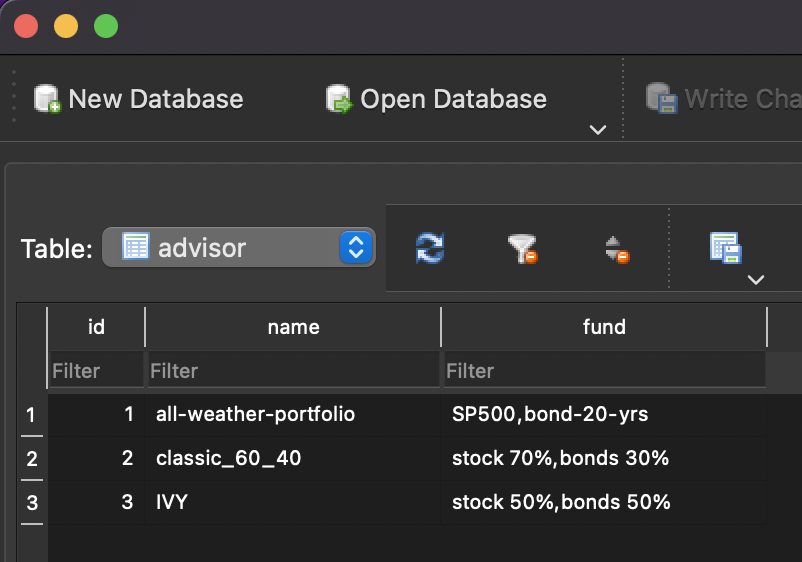 New Database Open Database Write Cha
Table: advisor
id name fund
Filter Filter Filter
1 1 all-weather-portfolio SP500,bond-20-yrs
2 2 classic_60_40 stock 70%,bonds 30%
3 3 IVY stock 50%,bonds 50%